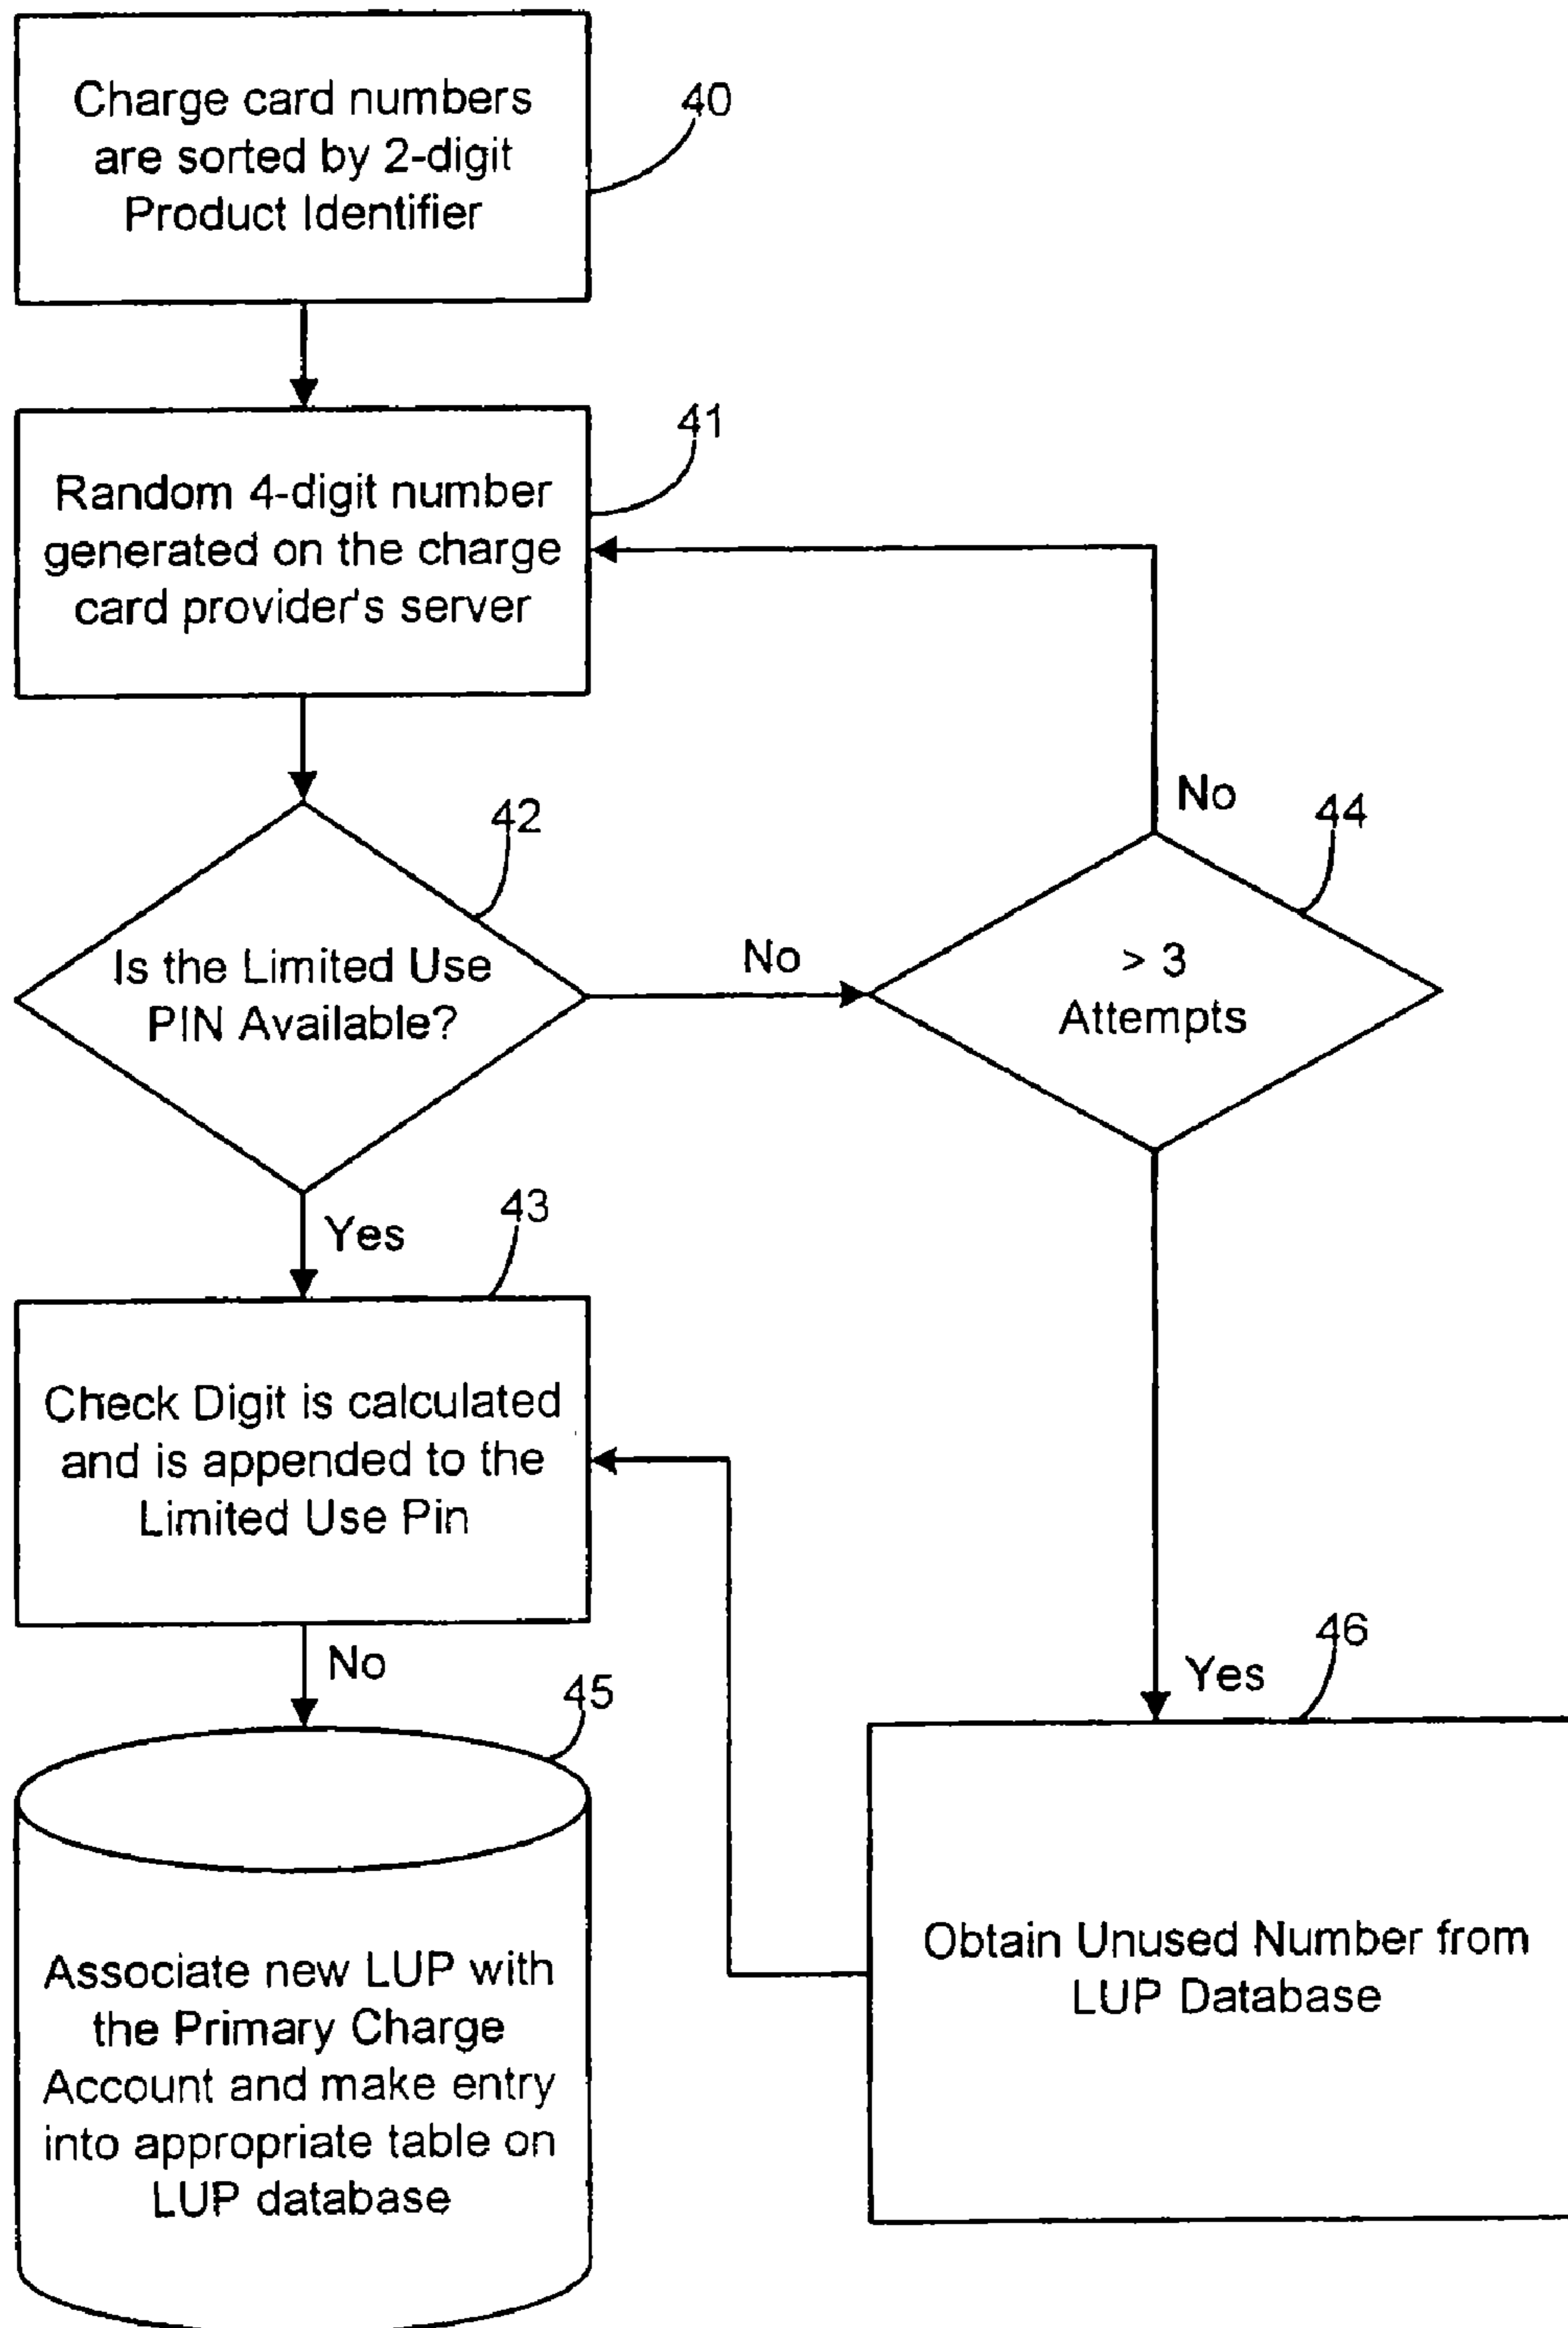 Charge card numbers
are sorted by 2-digit
Product Identifier
40
Random 4-digit number
generated on the charge
card provider's server
41
Is the Limited Use
PIN Available?
42
No
> 3
Attempts
44
No
Yes
Check Digit is calculated
and is appended to the
Limited Use Pin
43
Yes
No
Associate new LUP with
the Primary Charge
Account and make entry
into appropriate table on
LUP database
45
Obtain Unused Number from
LUP Database
46